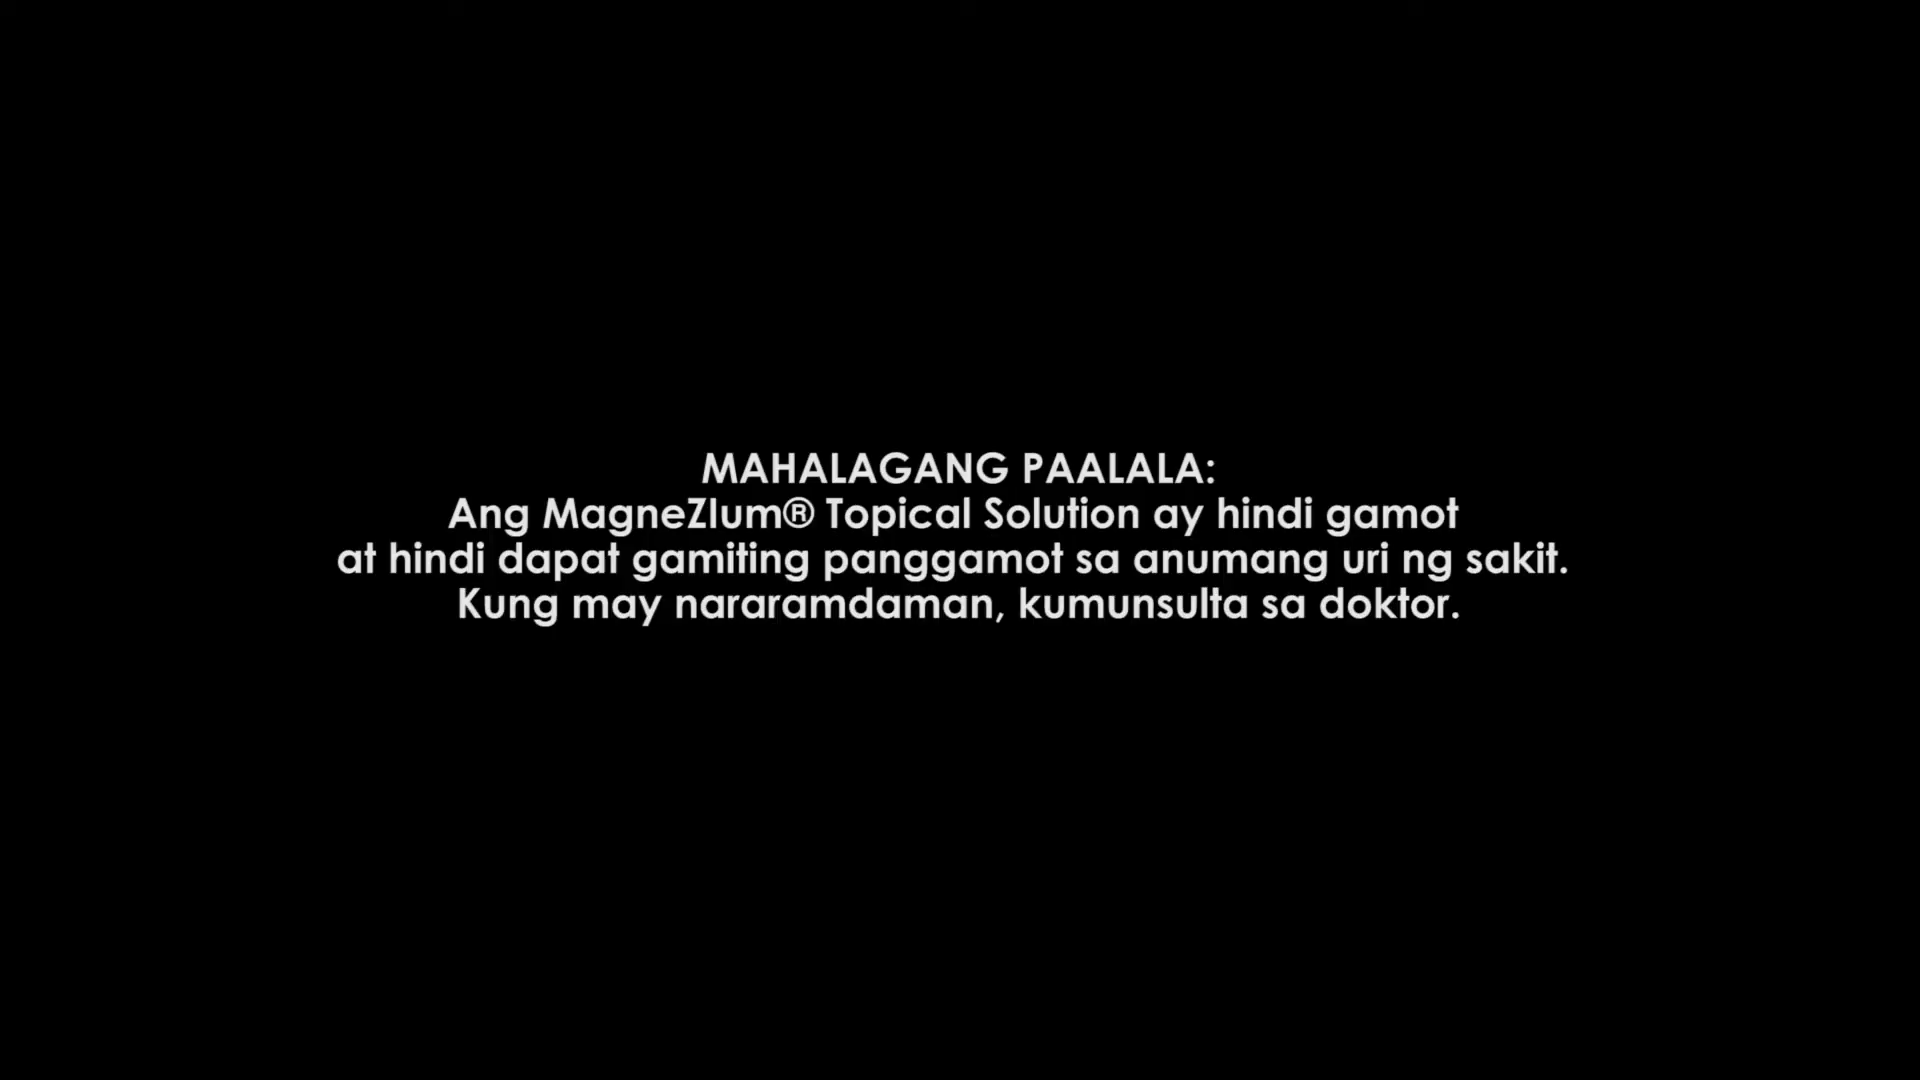 MAHALAGANG PAALALA:
Ang MagneZIum® Topical Solution ay hindi gamot
at hindi dapat gamiting panggamot sa anumang uri ng sakit.
Kung may nararamdaman, kumunsulta sa doktor.